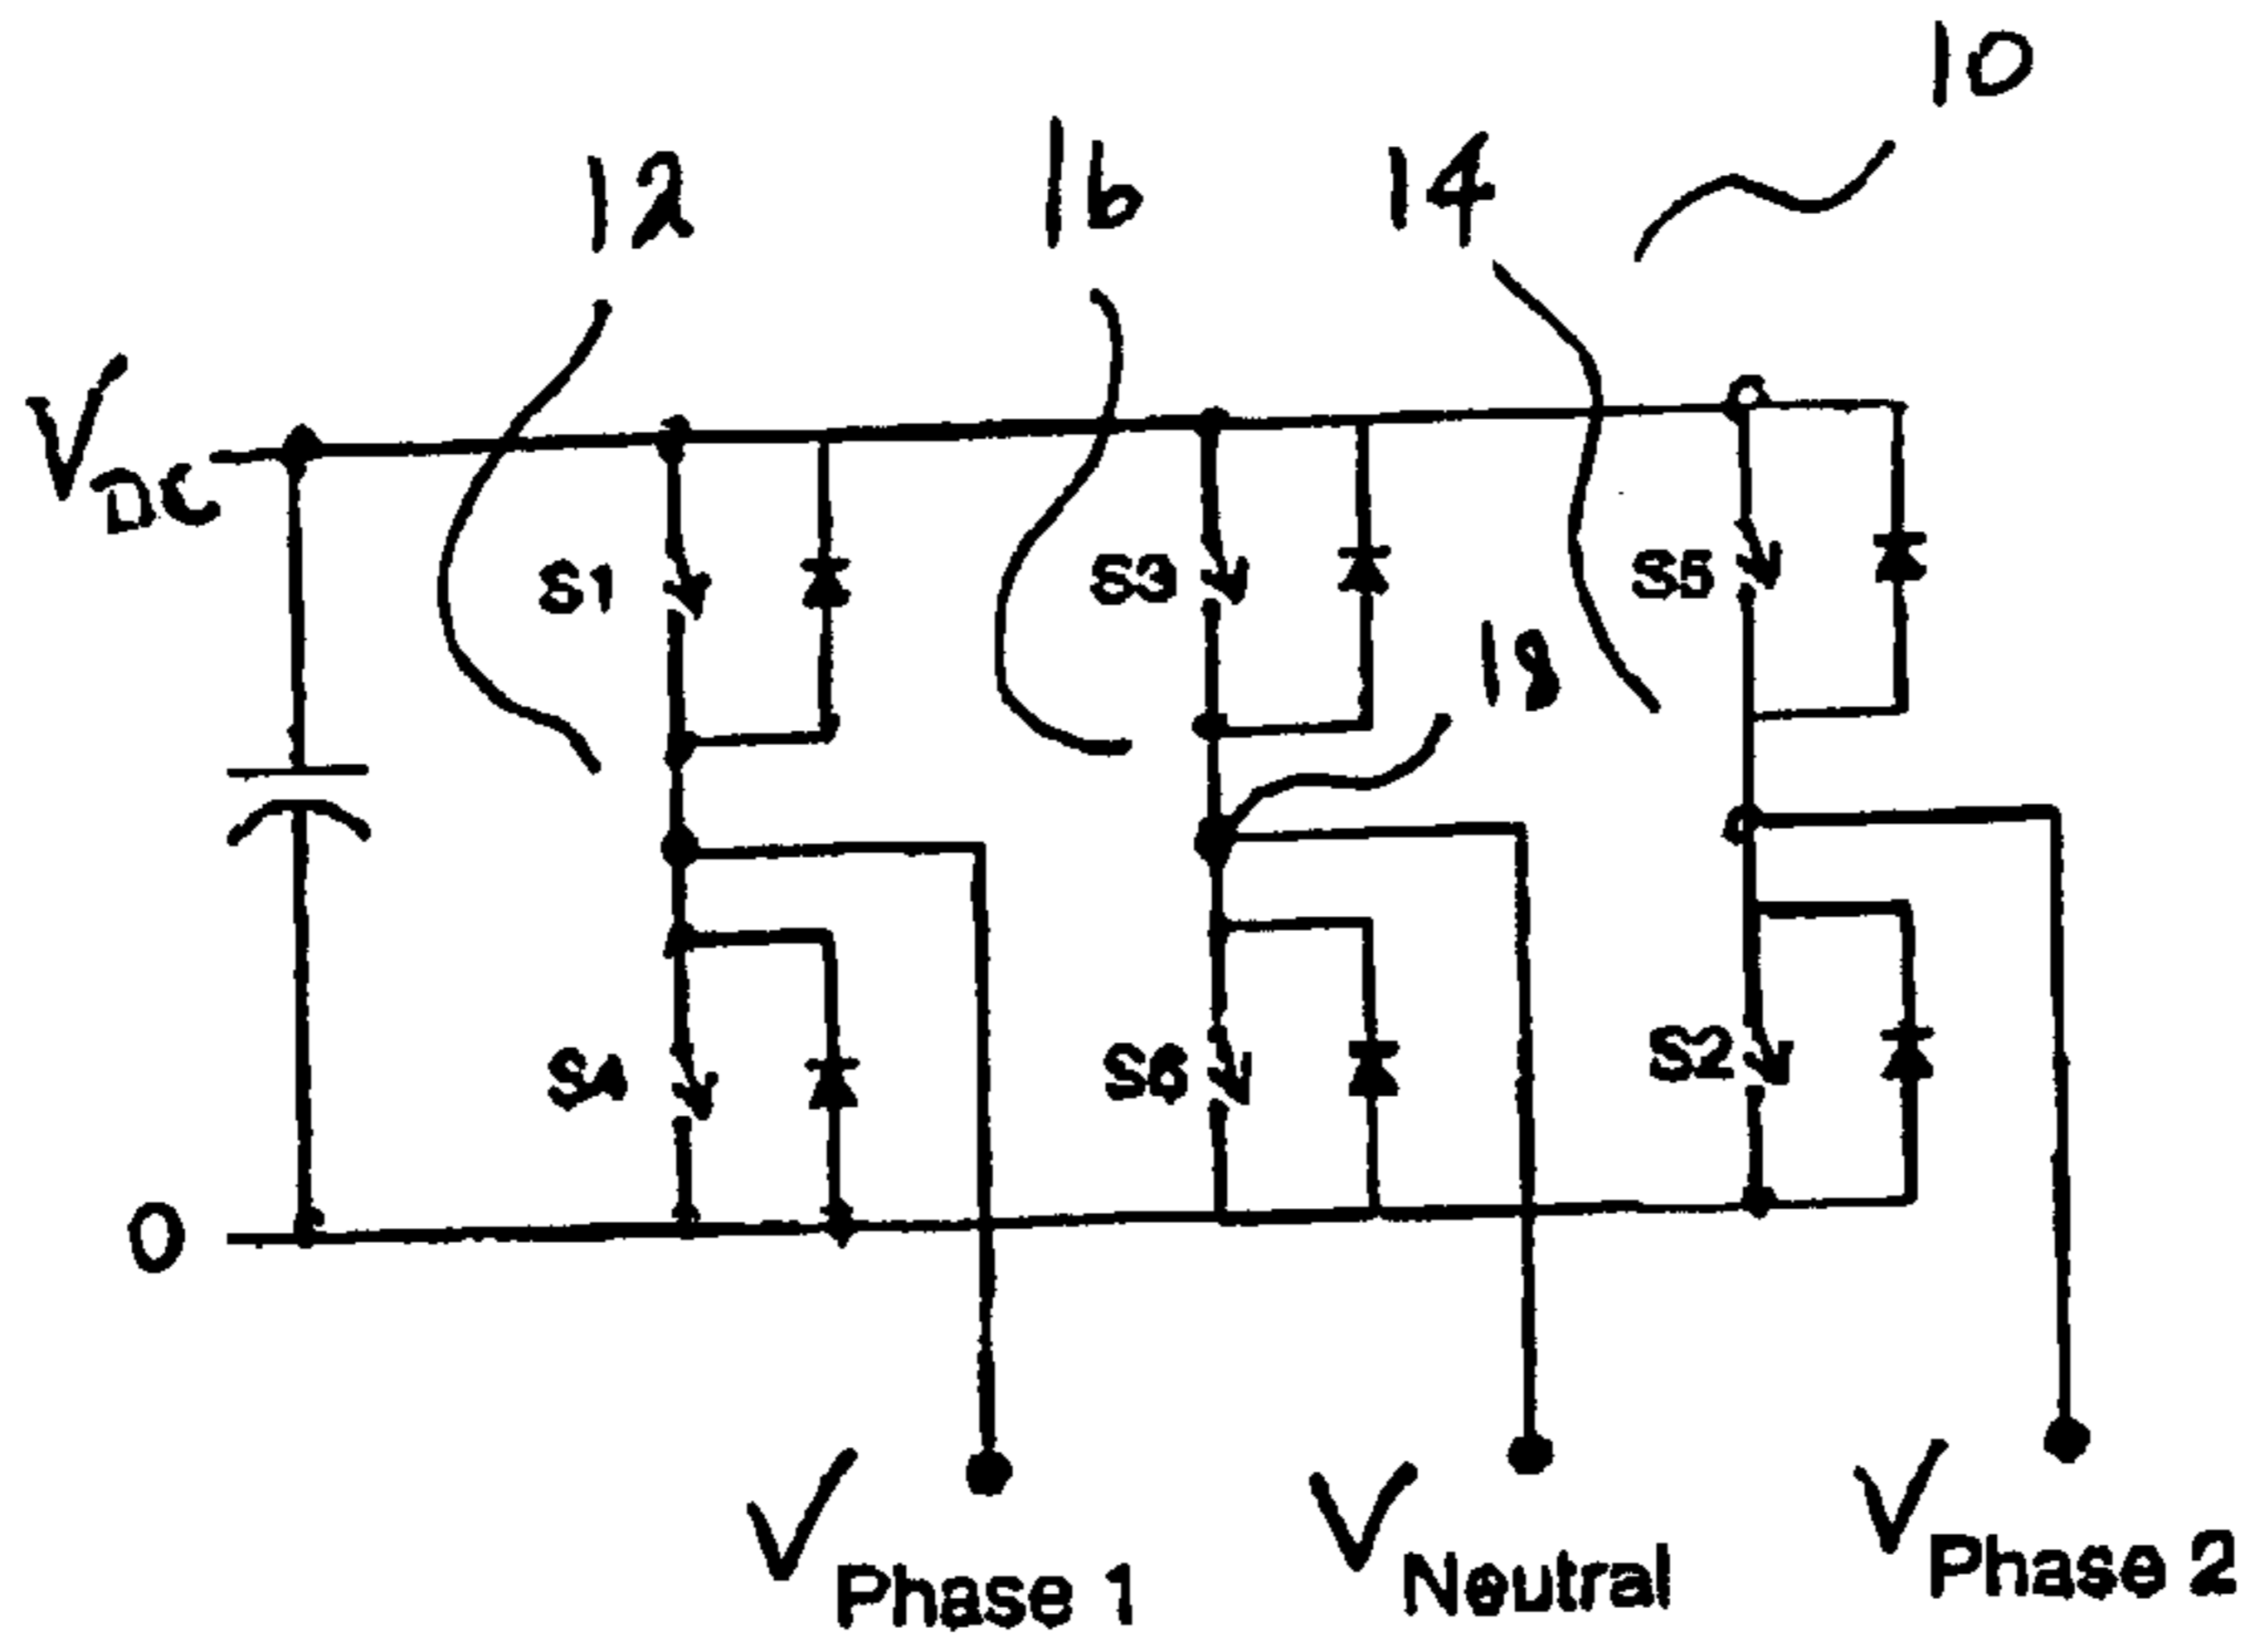 10
12
16
14
VDC
S1
S3
S5
18
S4
S6
S2
0
VPhase 1
VNeutral
VPhase 2